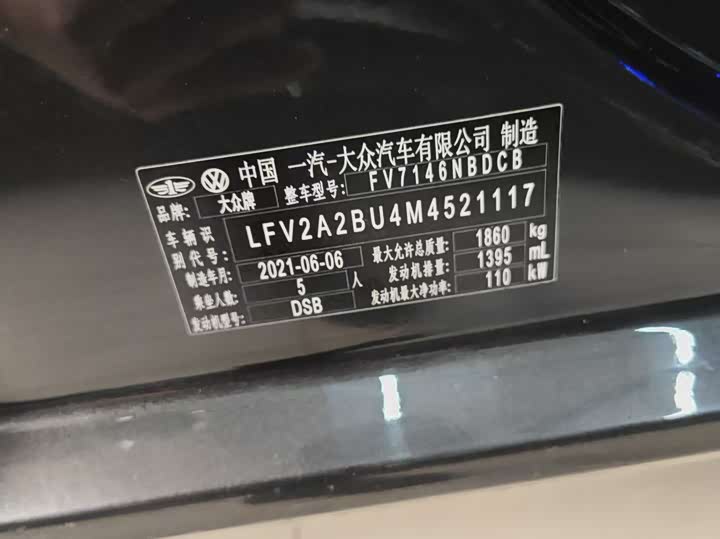 中国 一汽-大众汽车有限公司 制造
品牌: 大众牌 整车型号: FV7146NBDCB
车辆识别代号: LFV2A2BU4M4521117
制造年月: 2021-06-06 最大允许总质量: 1860 kg
乘坐人数: 5 人 发动机排量: 1395 mL
发动机型号: DSB 发动机最大净功率: 110 kW